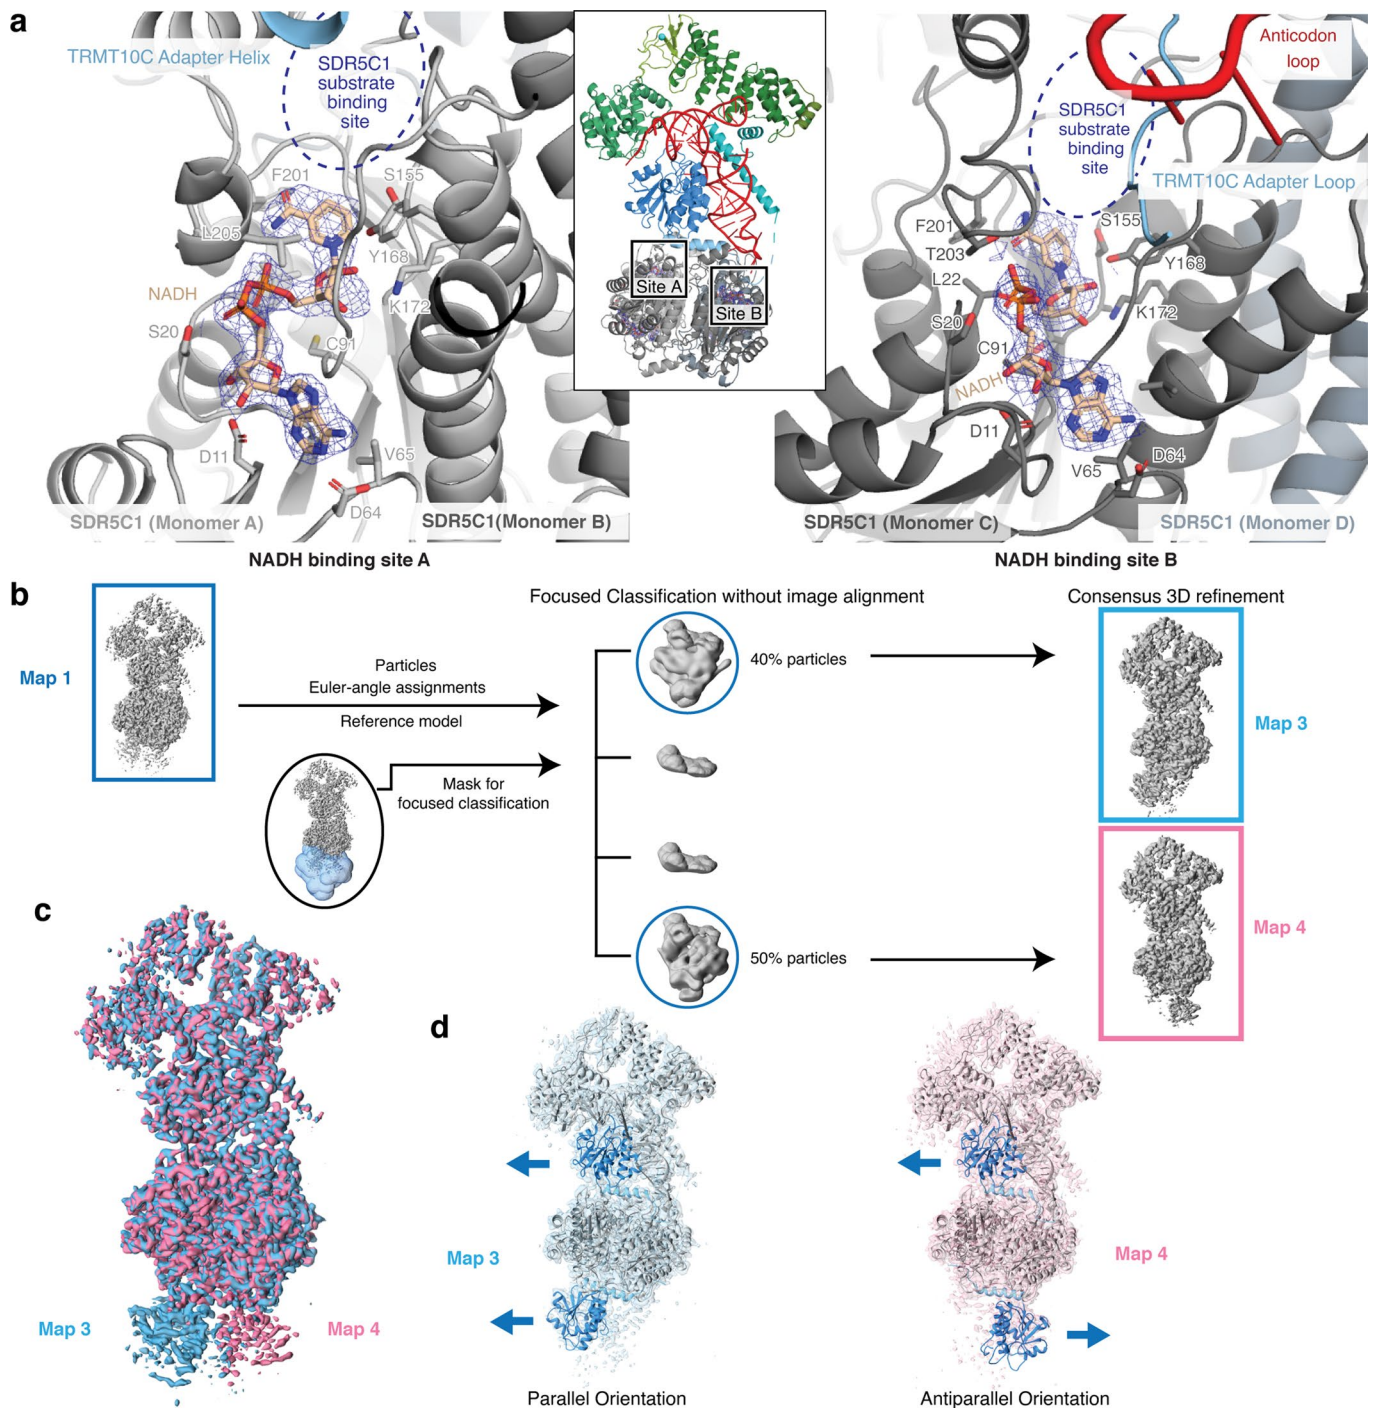 a
TRMT10C Adapter Helix
SDR5C1
substrate
binding
site
F201
S155
L205
Y168
NADH
K172
S20
C91
D11
V65
D64
SDR5C1 (Monomer A)
SDR5C1(Monomer B)
NADH binding site A
Site A
Site B
Anticodon
loop
SDR5C1
substrate
binding
site
TRMT10C Adapter Loop
F201
S155
T203
Y168
L22
K172
S20
C91
NADH
D11
D64
V65
SDR5C1 (Monomer C)
SDR5C1 (Monomer D)
NADH binding site B
b
Focused Classification without image alignment
Consensus 3D refinement
Map 1
Particles
Euler-angle assignments
Reference model
Mask for
focused classification
40% particles
50% particles
Map 3
Map 4
c
Map 3
Map 4
d
Map 3
Map 4
Parallel Orientation
Antiparallel Orientation